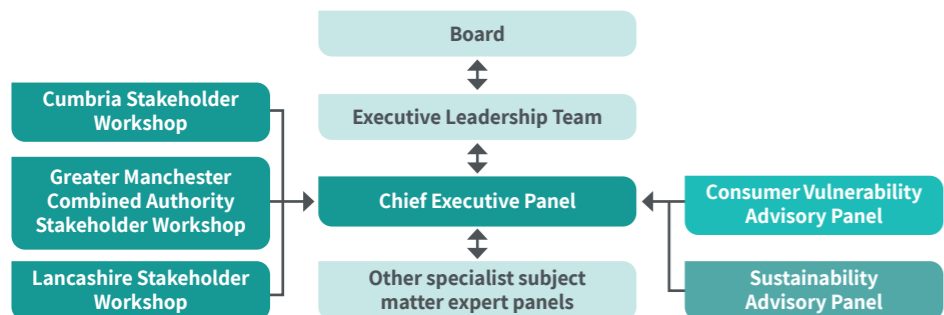 Board
Cumbria Stakeholder
Workshop
Executive Leadership Team
Greater Manchester
Combined Authority
Stakeholder Workshop
Chief Executive Panel
Consumer Vulnerability
Advisory Panel
Lancashire Stakeholder
Workshop
Other specialist subject
matter expert panels
Sustainability
Advisory Panel